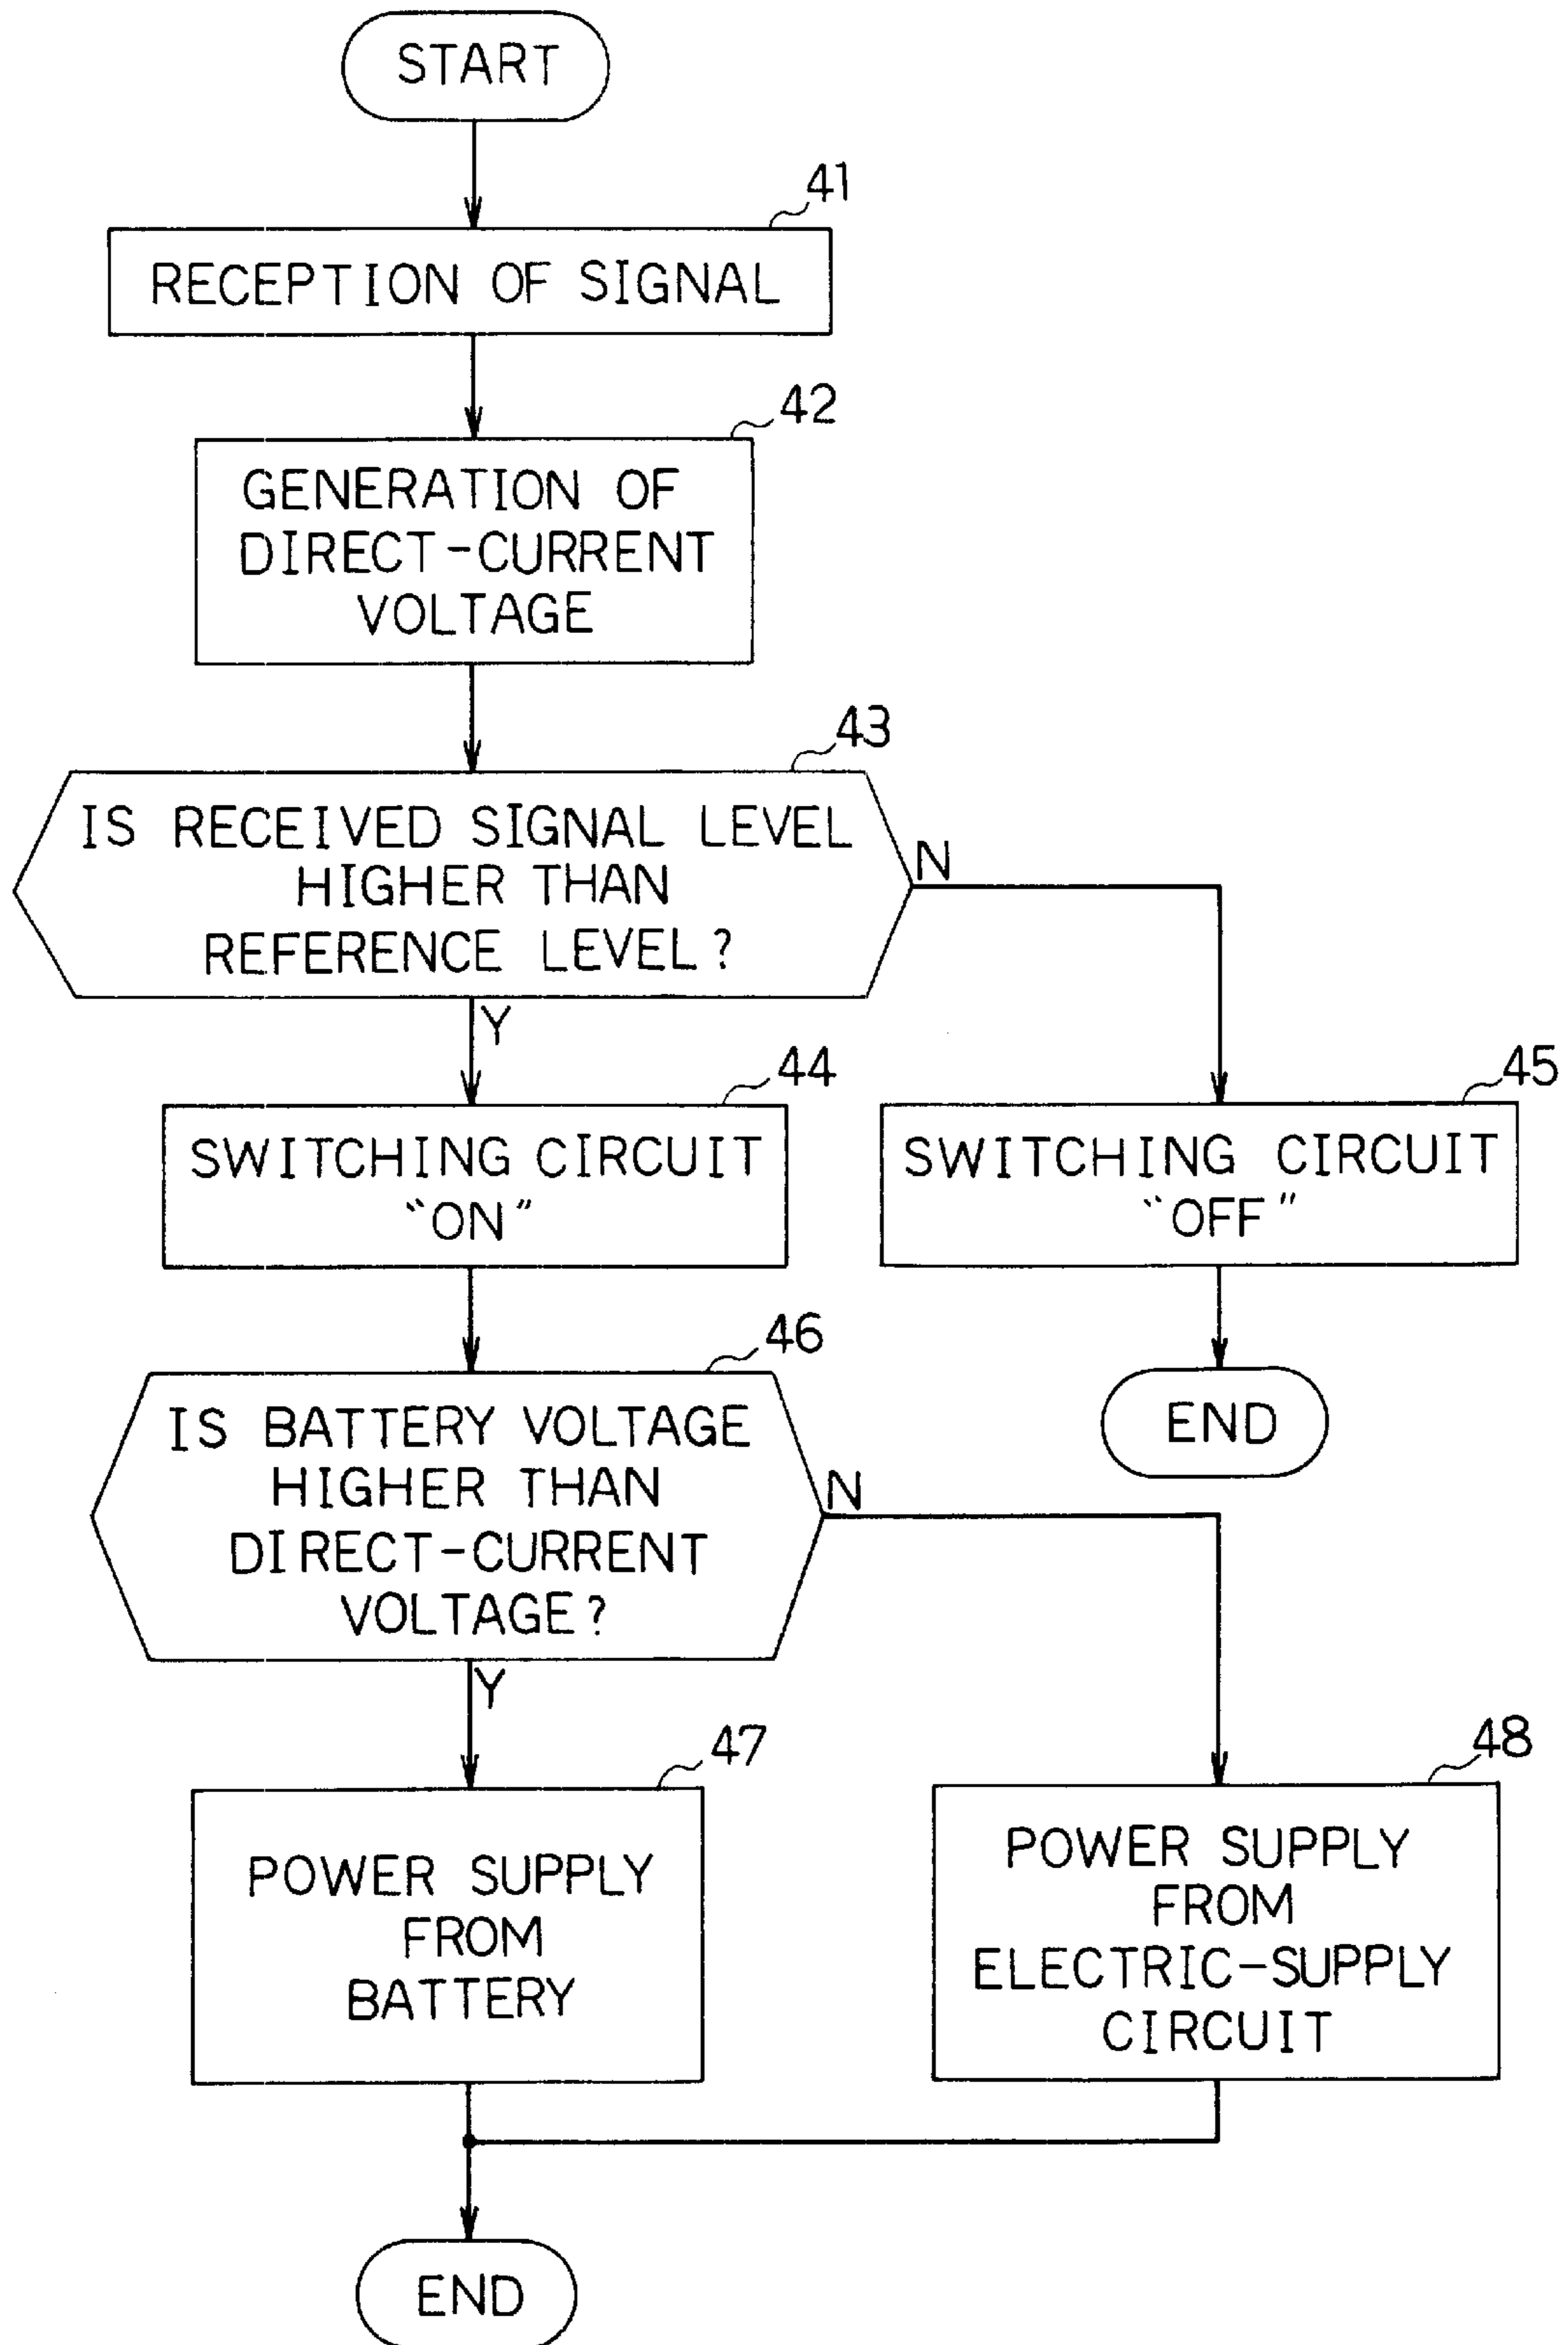 START
41
RECEPTION OF SIGNAL
42
GENERATION OF
DIRECT-CURRENT
VOLTAGE
43
IS RECEIVED SIGNAL LEVEL
HIGHER THAN
REFERENCE LEVEL?
N
Y
44
SWITCHING CIRCUIT
"ON"
45
SWITCHING CIRCUIT
"OFF"
END
46
IS BATTERY VOLTAGE
HIGHER THAN
DIRECT-CURRENT
VOLTAGE?
N
Y
47
POWER SUPPLY
FROM
BATTERY
48
POWER SUPPLY
FROM
ELECTRIC-SUPPLY
CIRCUIT
END